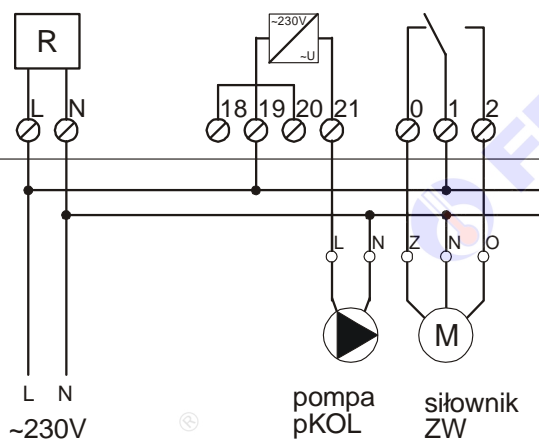 R
~230V
~U
L N
18 19 20 21
0 1 2
L N Z N O
M
L N
~230V
pompa
pKOL
siłownik
ZW
®